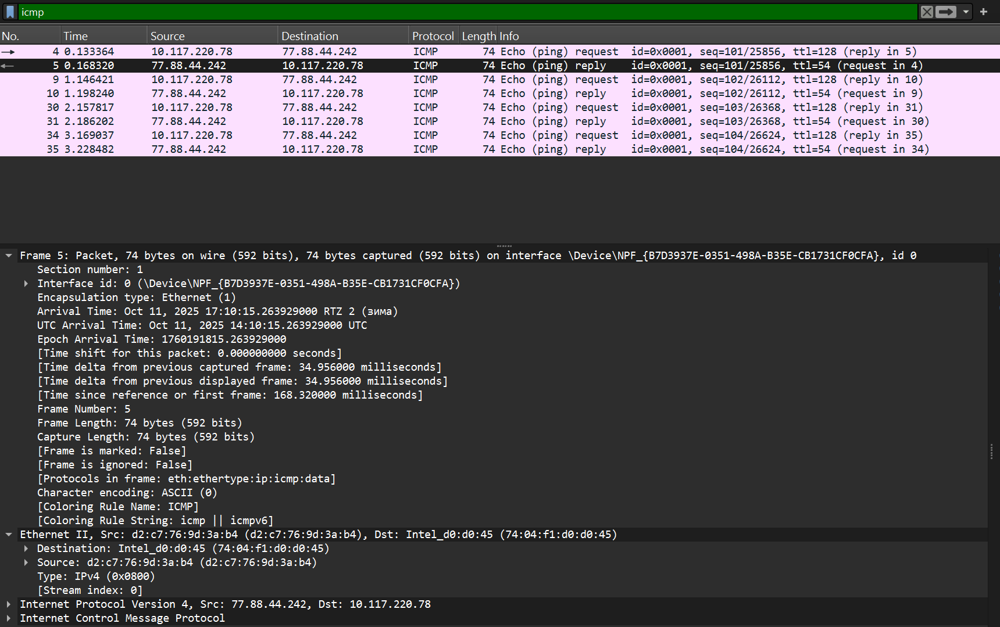 icmp
No. Time Source Destination Protocol Length Info
4 0.133364 10.117.220.78 77.88.44.242 ICMP 74 Echo (ping) request id=0x0001, seq=101/25856, ttl=128 (reply in 5)
5 0.168320 77.88.44.242 10.117.220.78 ICMP 74 Echo (ping) reply id=0x0001, seq=101/25856, ttl=54 (request in 4)
9 1.146421 10.117.220.78 77.88.44.242 ICMP 74 Echo (ping) request id=0x0001, seq=102/26112, ttl=128 (reply in 10)
10 1.198240 77.88.44.242 10.117.220.78 ICMP 74 Echo (ping) reply id=0x0001, seq=102/26112, ttl=54 (request in 9)
30 2.157817 10.117.220.78 77.88.44.242 ICMP 74 Echo (ping) request id=0x0001, seq=103/26368, ttl=128 (reply in 31)
31 2.186202 77.88.44.242 10.117.220.78 ICMP 74 Echo (ping) reply id=0x0001, seq=103/26368, ttl=54 (request in 30)
34 3.169037 10.117.220.78 77.88.44.242 ICMP 74 Echo (ping) request id=0x0001, seq=104/26624, ttl=128 (reply in 35)
35 3.228482 77.88.44.242 10.117.220.78 ICMP 74 Echo (ping) reply id=0x0001, seq=104/26624, ttl=54 (request in 34)
Frame 5: Packet, 74 bytes on wire (592 bits), 74 bytes captured (592 bits) on interface \Device\NPF_{B7D3937E-0351-498A-B35E-CB1731CF0CFA}, id 0
Section number: 1
Interface id: 0 (\Device\NPF_{B7D3937E-0351-498A-B35E-CB1731CF0CFA})
Encapsulation type: Ethernet (1)
Arrival Time: Oct 11, 2025 17:10:15.263929000 RTZ 2 (зима)
UTC Arrival Time: Oct 11, 2025 14:10:15.263929000 UTC
Epoch Arrival Time: 1760191815.263929000
[Time shift for this packet: 0.000000000 seconds]
[Time delta from previous captured frame: 34.956000 milliseconds]
[Time delta from previous displayed frame: 34.956000 milliseconds]
[Time since reference or first frame: 168.320000 milliseconds]
Frame Number: 5
Frame Length: 74 bytes (592 bits)
Capture Length: 74 bytes (592 bits)
[Frame is marked: False]
[Frame is ignored: False]
[Protocols in frame: eth:ethertype:ip:icmp:data]
Character encoding: ASCII (0)
[Coloring Rule Name: ICMP]
[Coloring Rule String: icmp || icmpv6]
Ethernet II, Src: d2:c7:76:9d:3a:b4 (d2:c7:76:9d:3a:b4), Dst: Intel_d0:d0:45 (74:04:f1:d0:d0:45)
Destination: Intel_d0:d0:45 (74:04:f1:d0:d0:45)
Source: d2:c7:76:9d:3a:b4 (d2:c7:76:9d:3a:b4)
Type: IPv4 (0x0800)
[Stream index: 0]
Internet Protocol Version 4, Src: 77.88.44.242, Dst: 10.117.220.78
Internet Control Message Protocol